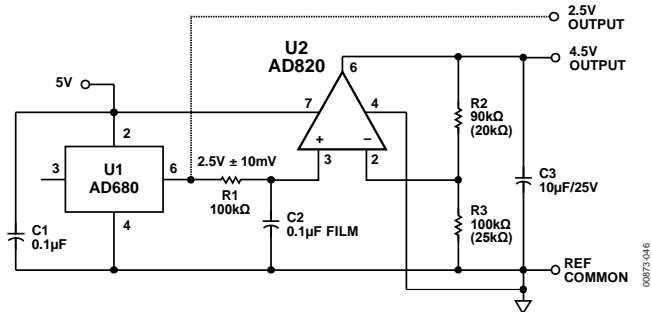 2.5V
OUTPUT
U2
AD820
4.5V
OUTPUT
6
5V
7
4
R2
90kΩ
(20kΩ)
2
+
–
U1
AD680
3
6
2.5V ± 10mV
3
2
R1
100kΩ
C3
10µF/25V
C1
0.1µF
4
C2
0.1µF FILM
R3
100kΩ
(25kΩ)
REF
COMMON
00873-046